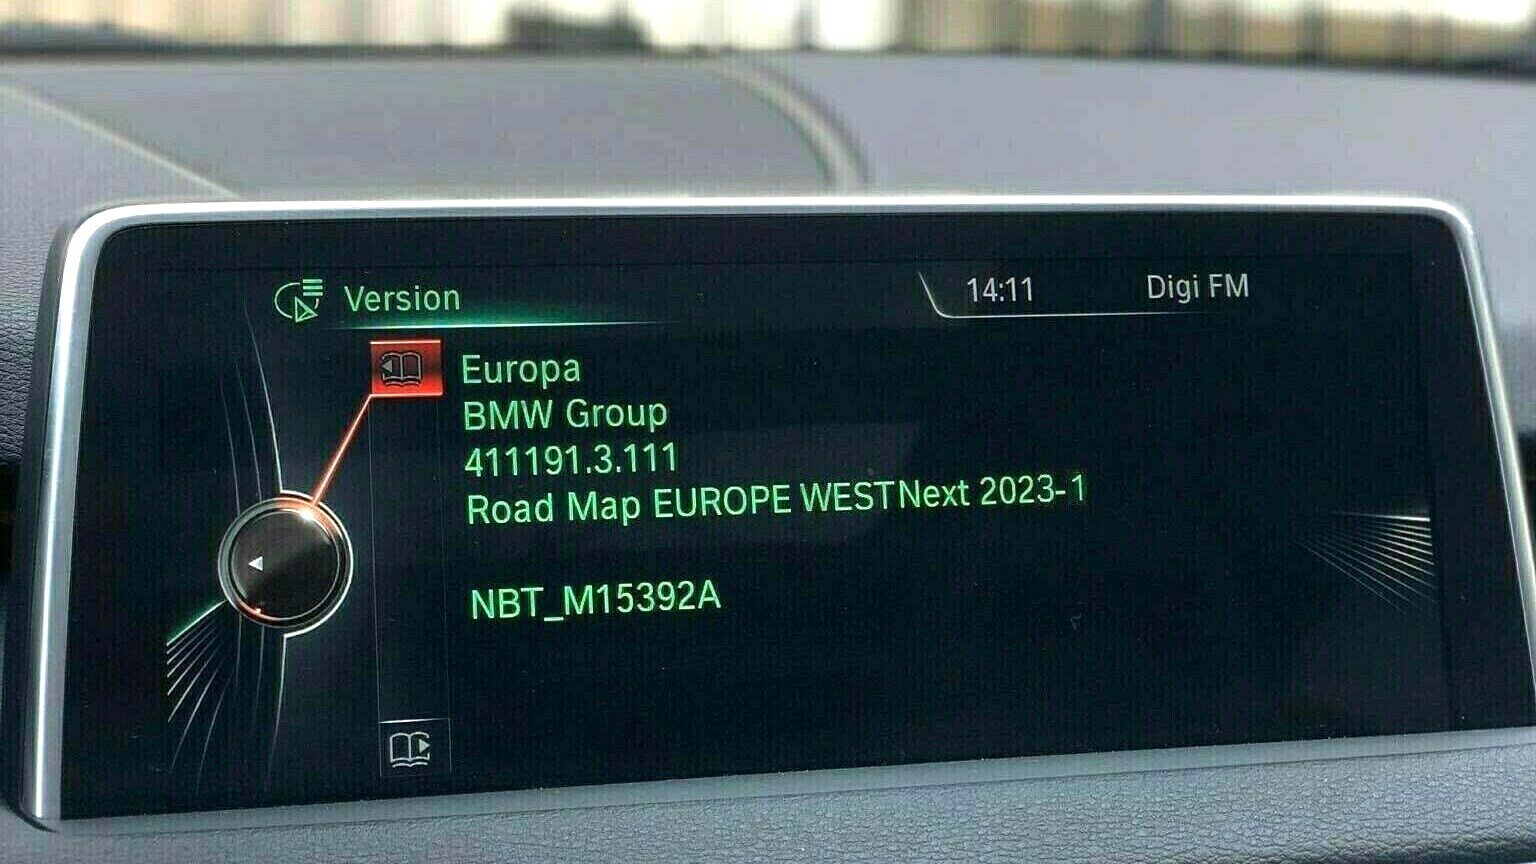 Version
14:11
Digi FM
Europa
BMW Group
411191.3.111
Road Map EUROPE WESTNext 2023-1
NBT_M15392A